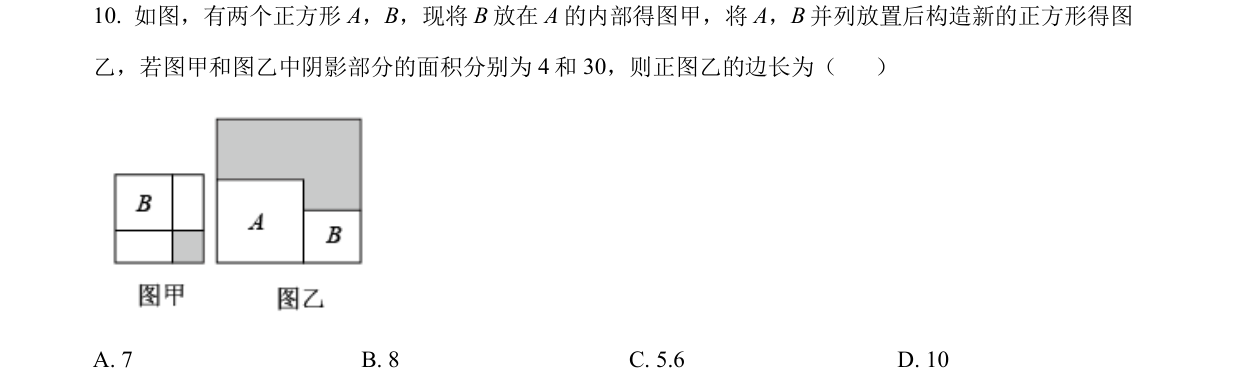 10. 如图，有两个正方形 A，B，现将 B 放在 A 的内部得图甲，将 A，B 并列放置后构造新的正方形得图
乙，若图甲和图乙中阴影部分的面积分别为 4 和 30，则正图乙的边长为（　　）
B
A
B
图甲
图乙
A. 7 B. 8 C. 5.6 D. 10